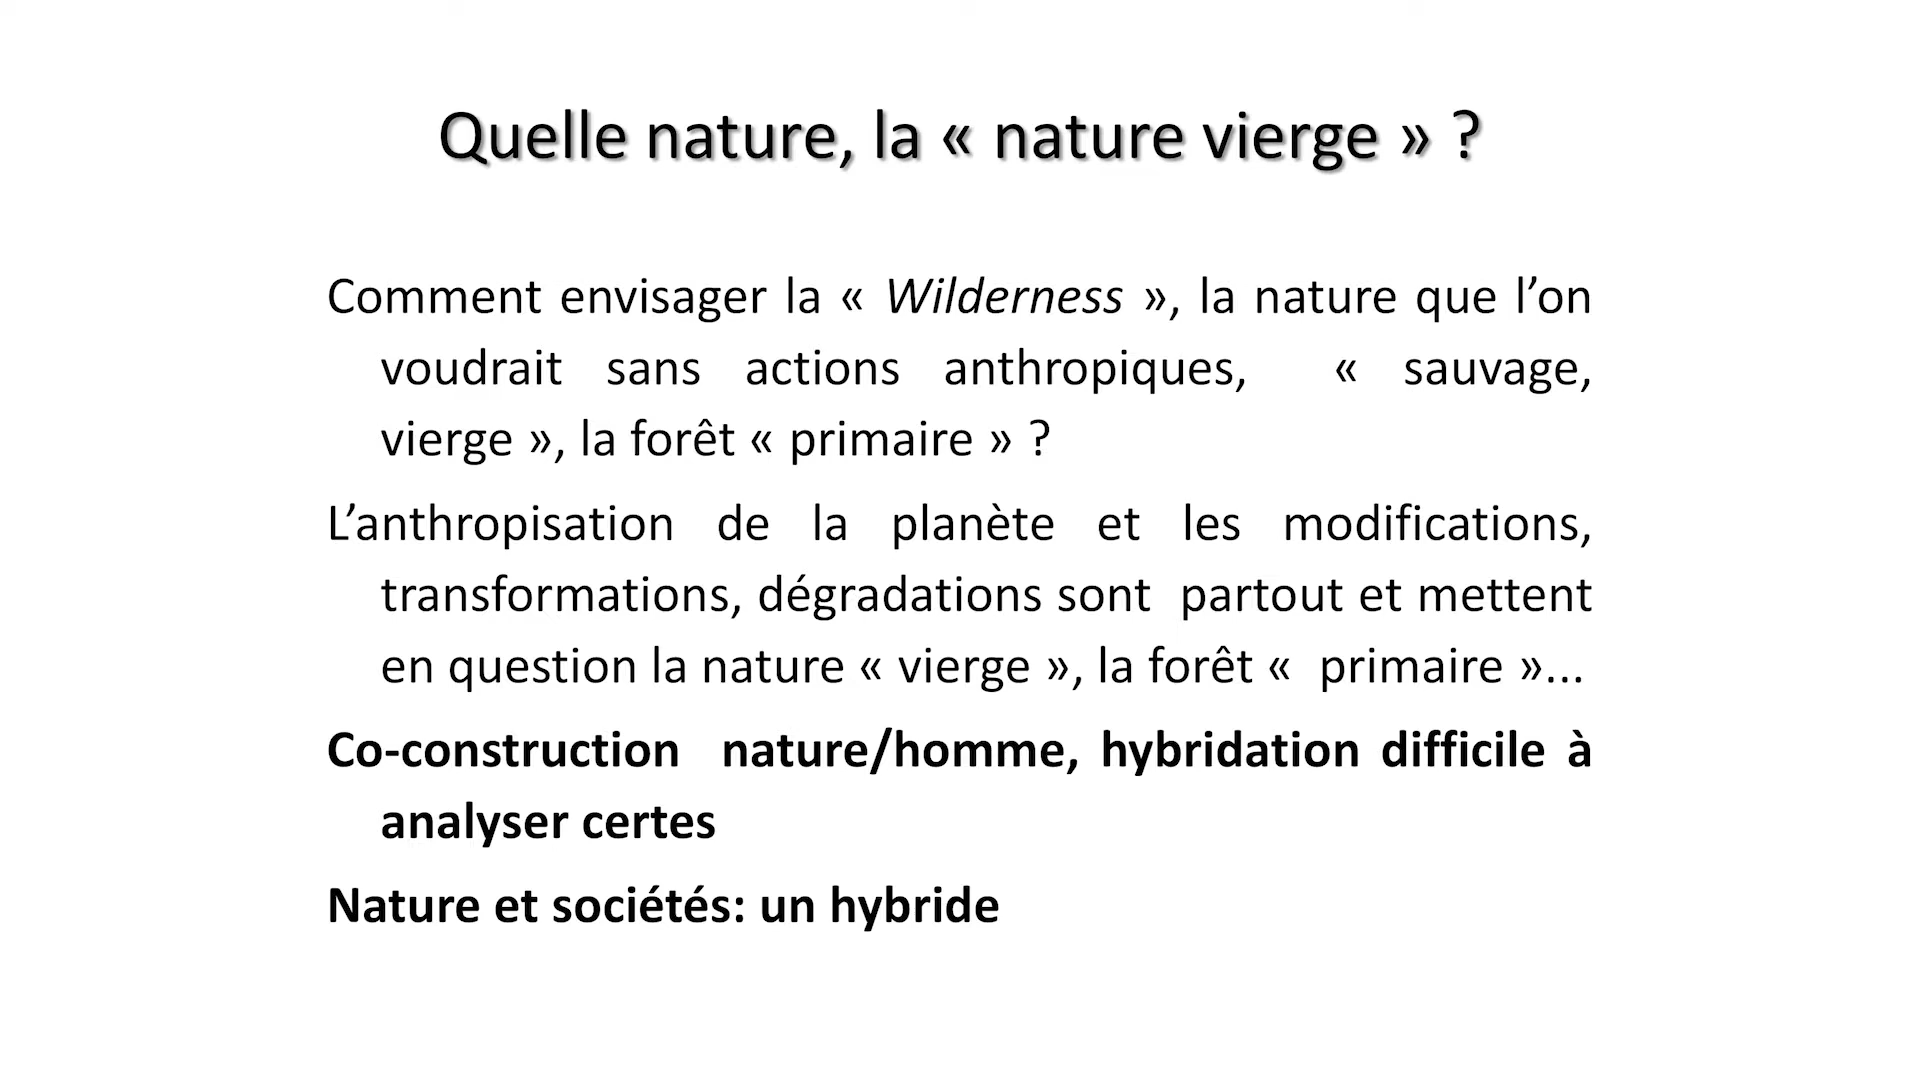 Quelle nature, la « nature vierge » ?
Comment envisager la « Wilderness », la nature que l’on
voudrait sans actions anthropiques, « sauvage,
vierge », la forêt « primaire » ?
L’anthropisation de la planète et les modifications,
transformations, dégradations sont partout et mettent
en question la nature « vierge », la forêt « primaire »...
Co-construction nature/homme, hybridation difficile à
analyser certes
Nature et sociétés: un hybride